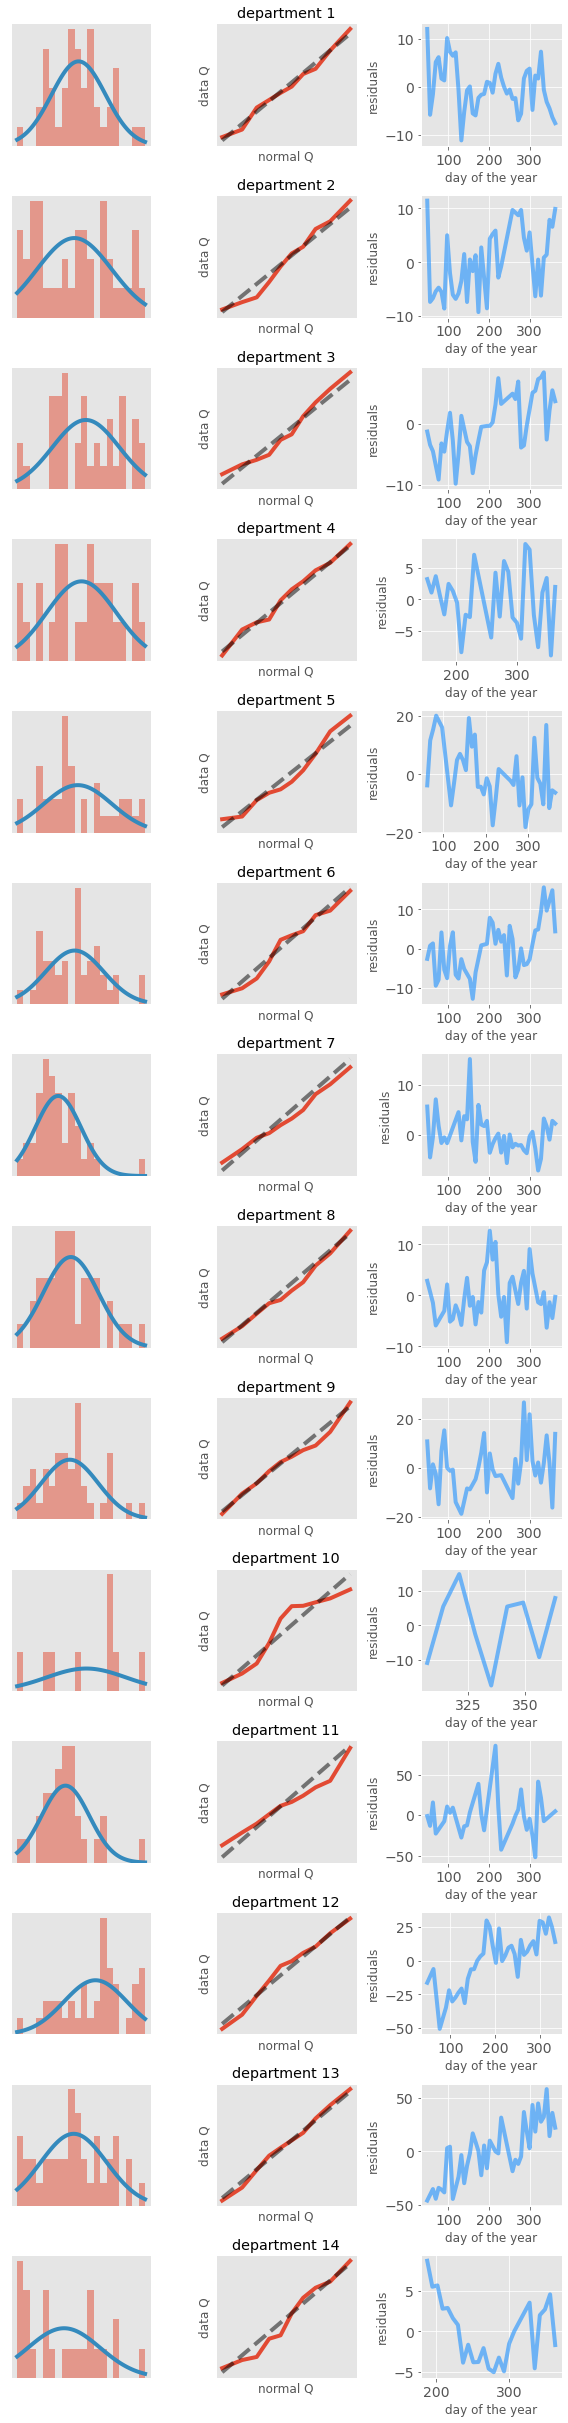 department 1
data Q
normal Q
residuals
10
0
−10
100 200 300
day of the year
department 2
data Q
normal Q
residuals
10
0
−10
100 200 300
day of the year
department 3
data Q
normal Q
residuals
0
−10
100 200 300
day of the year
department 4
data Q
normal Q
residuals
5
0
−5
200 300
day of the year
department 5
data Q
normal Q
residuals
20
0
−20
100 200 300
day of the year
department 6
data Q
normal Q
residuals
10
0
−10
100 200 300
day of the year
department 7
data Q
normal Q
residuals
10
0
100 200 300
day of the year
department 8
data Q
normal Q
residuals
10
0
−10
100 200 300
day of the year
department 9
data Q
normal Q
residuals
20
0
−20
100 200 300
day of the year
department 10
data Q
normal Q
residuals
10
0
−10
325 350
day of the year
department 11
data Q
normal Q
residuals
50
0
−50
100 200 300
day of the year
department 12
data Q
normal Q
residuals
25
0
−25
−50
100 200 300
day of the year
department 13
data Q
normal Q
residuals
50
0
−50
100 200 300
day of the year
department 14
data Q
normal Q
residuals
5
0
−5
200 300
day of the year